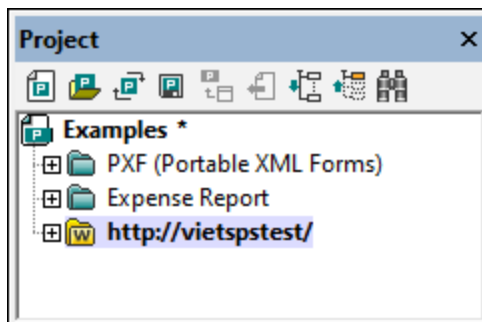 Project
Examples *
PXF (Portable XML Forms)
Expense Report
http://vietspstest/